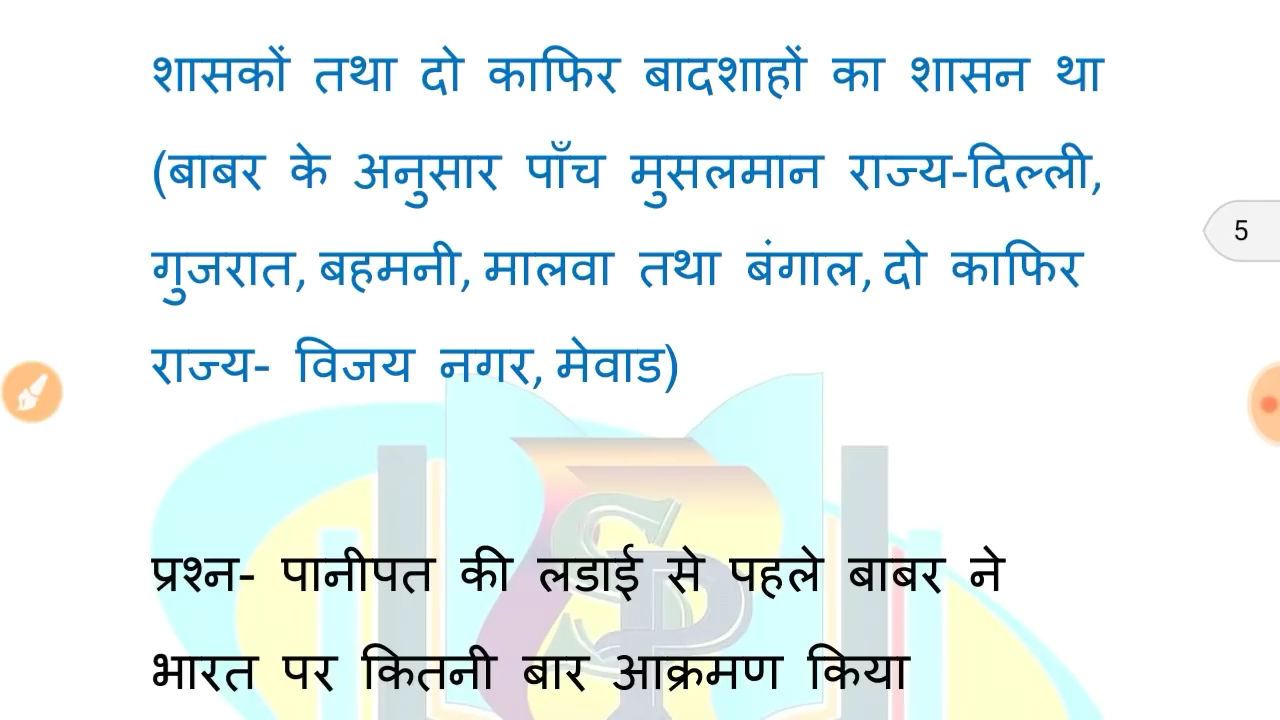 शासकों तथा दो काफिर बादशाहों का शासन था
(बाबर के अनुसार पाँच मुसलमान राज्य-दिल्ली,
गुजरात, बहमनी, मालवा तथा बंगाल, दो काफिर
राज्य- विजय नगर, मेवाड)
5
प्रश्न- पानीपत की लडाई से पहले बाबर ने
भारत पर कितनी बार आक्रमण किया
SP